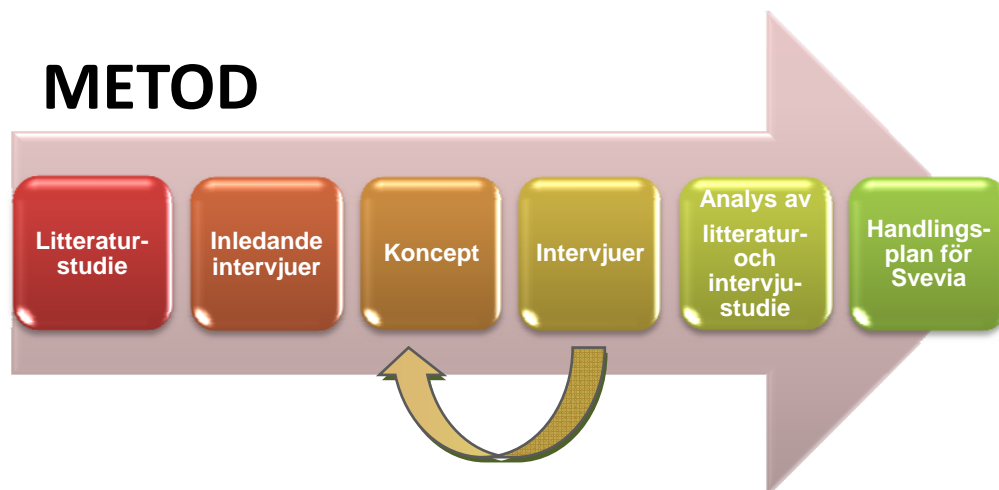 METOD
Litteratur-
studie
Inledande
intervjuer
Koncept
Intervjuer
Analys av
litteratur-
och
intervju-
studie
Handlings-
plan för
Svevia